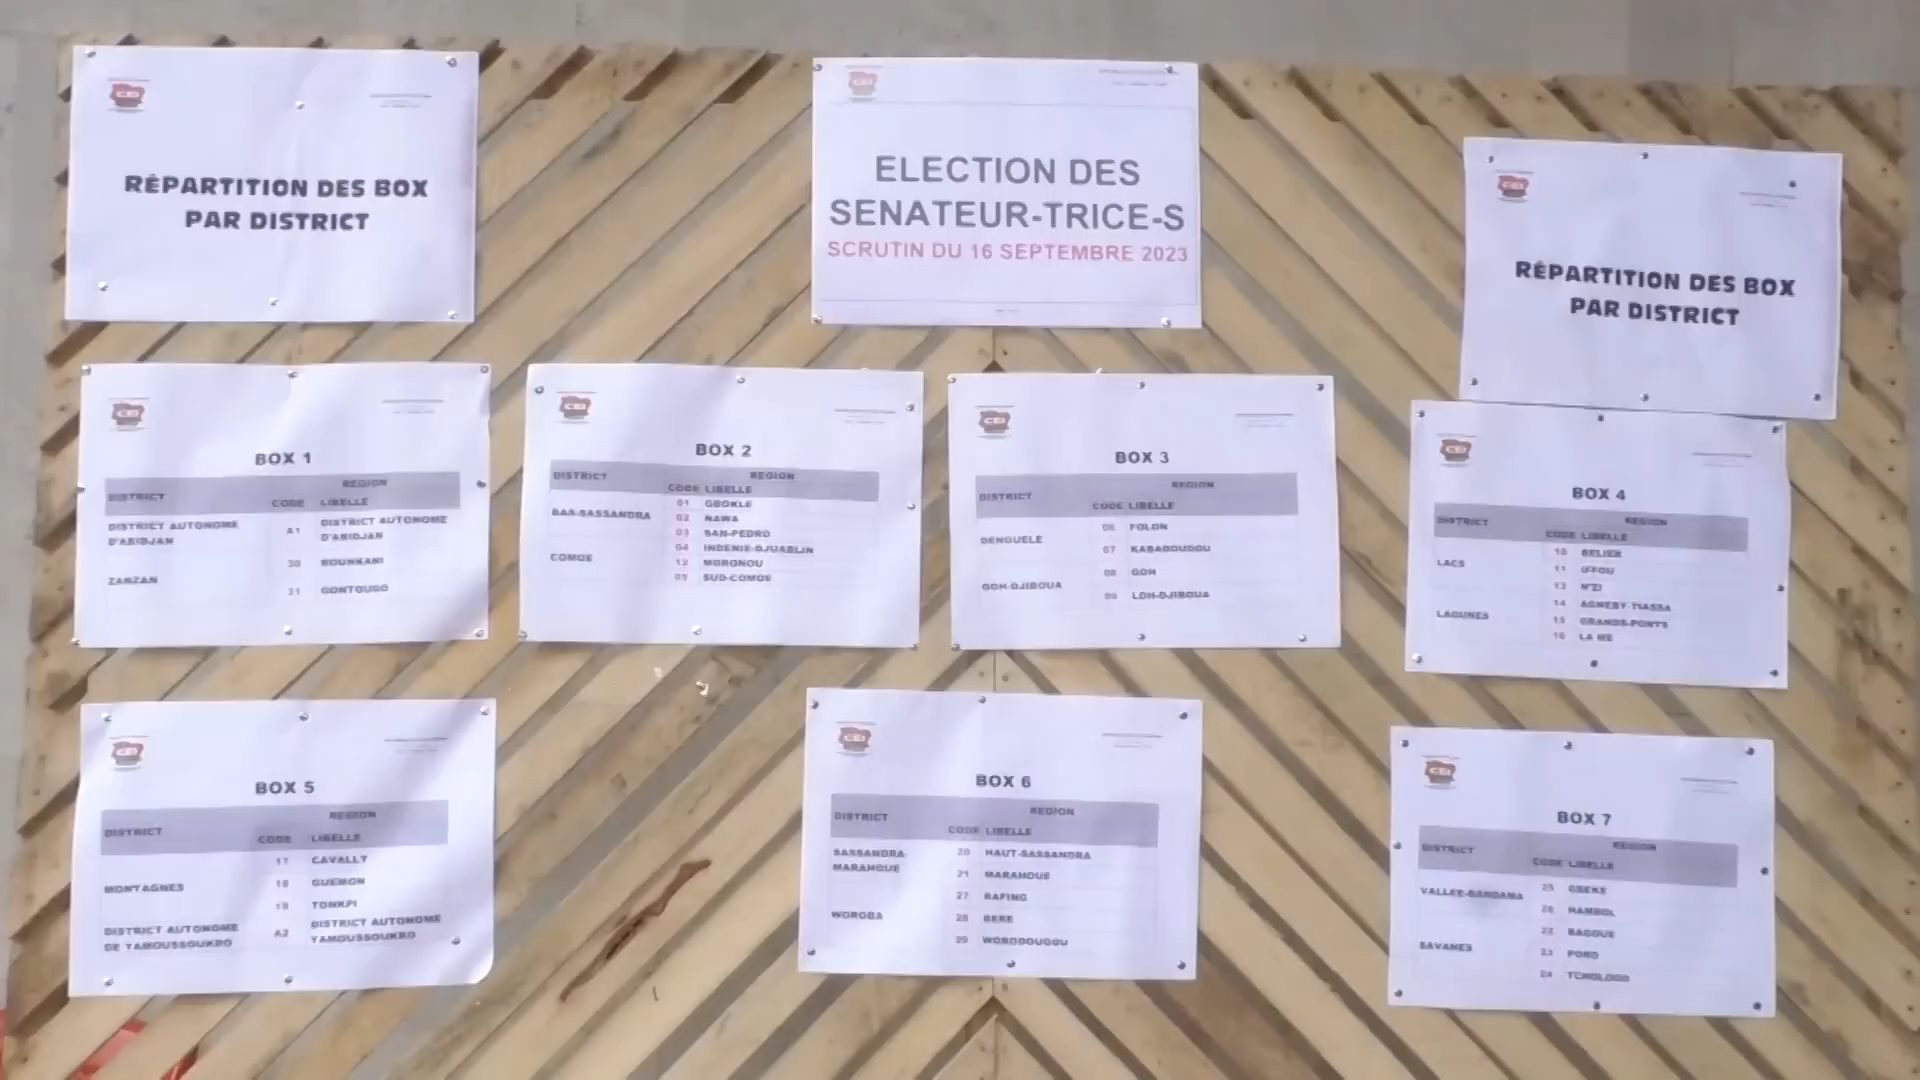 RÉPARTITION DES BOX
PAR DISTRICT
ELECTION DES
SENATEUR-TRICE-S
SCRUTIN DU 16 SEPTEMBRE 2023
RÉPARTITION DES BOX
PAR DISTRICT
BOX 1
DISTRICT REGION
CODE LIBELLE
DISTRICT AUTONOME D'ABIDJAN A1 DISTRICT AUTONOME D'ABIDJAN
ZANZAN 30 BOUNKANI
31 GONTOUGO
BOX 2
DISTRICT REGION
CODE LIBELLE
BAS-SASSANDRA 01 GBOKLE
02 NAWA
03 SAN-PEDRO
COMOE 04 INDENIE-DJUABLIN
12 MORONOU
05 SUD-COMOE
BOX 3
DISTRICT REGION
CODE LIBELLE
DENGUELE 06 FOLON
07 KABADOUGOU
GOH-DJIBOUA 08 GOH
09 LOH-DJIBOUA
BOX 4
DISTRICT REGION
CODE LIBELLE
LACS 10 BELIER
11 IFFOU
13 N'ZI
LAGUNES 14 AGNEBY-TIASSA
15 GRANDS-PONTS
16 LA ME
BOX 5
DISTRICT REGION
CODE LIBELLE
MONTAGNES 17 CAVALLY
18 GUEMON
19 TONKPI
DISTRICT AUTONOME DE YAMOUSSOUKRO A2 DISTRICT AUTONOME YAMOUSSOUKRO
BOX 6
DISTRICT REGION
CODE LIBELLE
SASSANDRA-MARAHOUE 20 HAUT-SASSANDRA
21 MARAHOUE
WOROBA 27 BAFING
28 BERE
29 WORODOUGOU
BOX 7
DISTRICT REGION
CODE LIBELLE
VALLEE-BANDAMA 25 GBEKE
26 HAMBOL
SAVANES 22 BAGOUE
23 PORO
24 TCHOLOGO